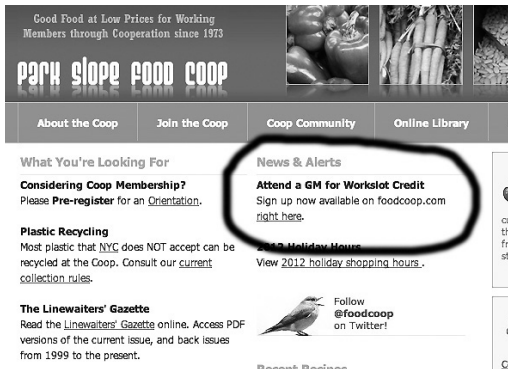 Good Food at Low Prices for Working
Members through Cooperation since 1973
PARK SLOPE FOOD COOP
About the Coop
Join the Coop
Coop Community
Online Library
What You're Looking For
Considering Coop Membership?
Please Pre-register for an Orientation.
Plastic Recycling
Most plastic that NYC does NOT accept can be
recycled at the Coop. Consult our current
collection rules.
The Linewaiters' Gazette
Read the Linewaiters' Gazette online. Access PDF
versions of the current issue, and back issues
from 1999 to the present.
News & Alerts
Attend a GM for Workslot Credit
Sign up now available on foodcoop.com
right here.
2012 Holiday Hours
View 2012 holiday shopping hours .
Follow
@foodcoop
on Twitter!
Recent Recipes